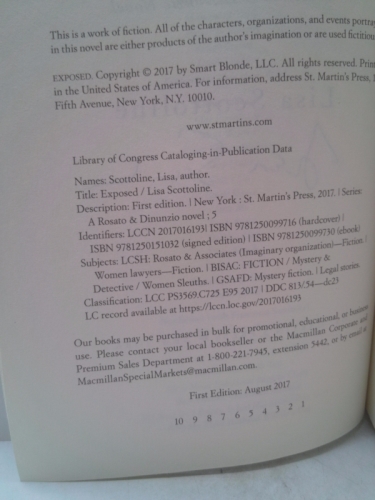 This is a work of fiction. All of the characters, organizations, and events portra
in this novel are either products of the author's imagination or are used fictitiou
EXPOSED. Copyright © 2017 by Smart Blonde, LLC. All rights reserved. Prin
in the United States of America. For information, address St. Martin's Press, 1
Fifth Avenue, New York, N.Y. 10010.
www.stmartins.com
Library of Congress Cataloging-in-Publication Data
Names: Scottoline, Lisa, author.
Title: Exposed / Lisa Scottoline.
Description: First edition. | New York : St. Martin's Press, 2017. | Series:
A Rosato & Dinunzio novel ; 5
Identifiers: LCCN 2017016193| ISBN 9781250099716 (hardcover) |
ISBN 9781250151032 (signed edition) | ISBN 9781250099730 (ebook)
Subjects: LCSH: Rosato & Associates (Imaginary organization)—Fiction. |
Women lawyers—Fiction. | BISAC: FICTION / Mystery &
Detective / Women Sleuths. | GSAFD: Mystery fiction. | Legal stories.
Classification: LCC PS3569.C725 E95 2017 | DDC 813/.54—dc23
LC record available at https://lccn.loc.gov/2017016193
Our books may be purchased in bulk for promotional, educational, or business
use. Please contact your local bookseller or the Macmillan Corporate and
Premium Sales Department at 1-800-221-7945, extension 5442, or by email at
MacmillanSpecialMarkets@macmillan.com.
First Edition: August 2017
10 9 8 7 6 5 4 3 2 1